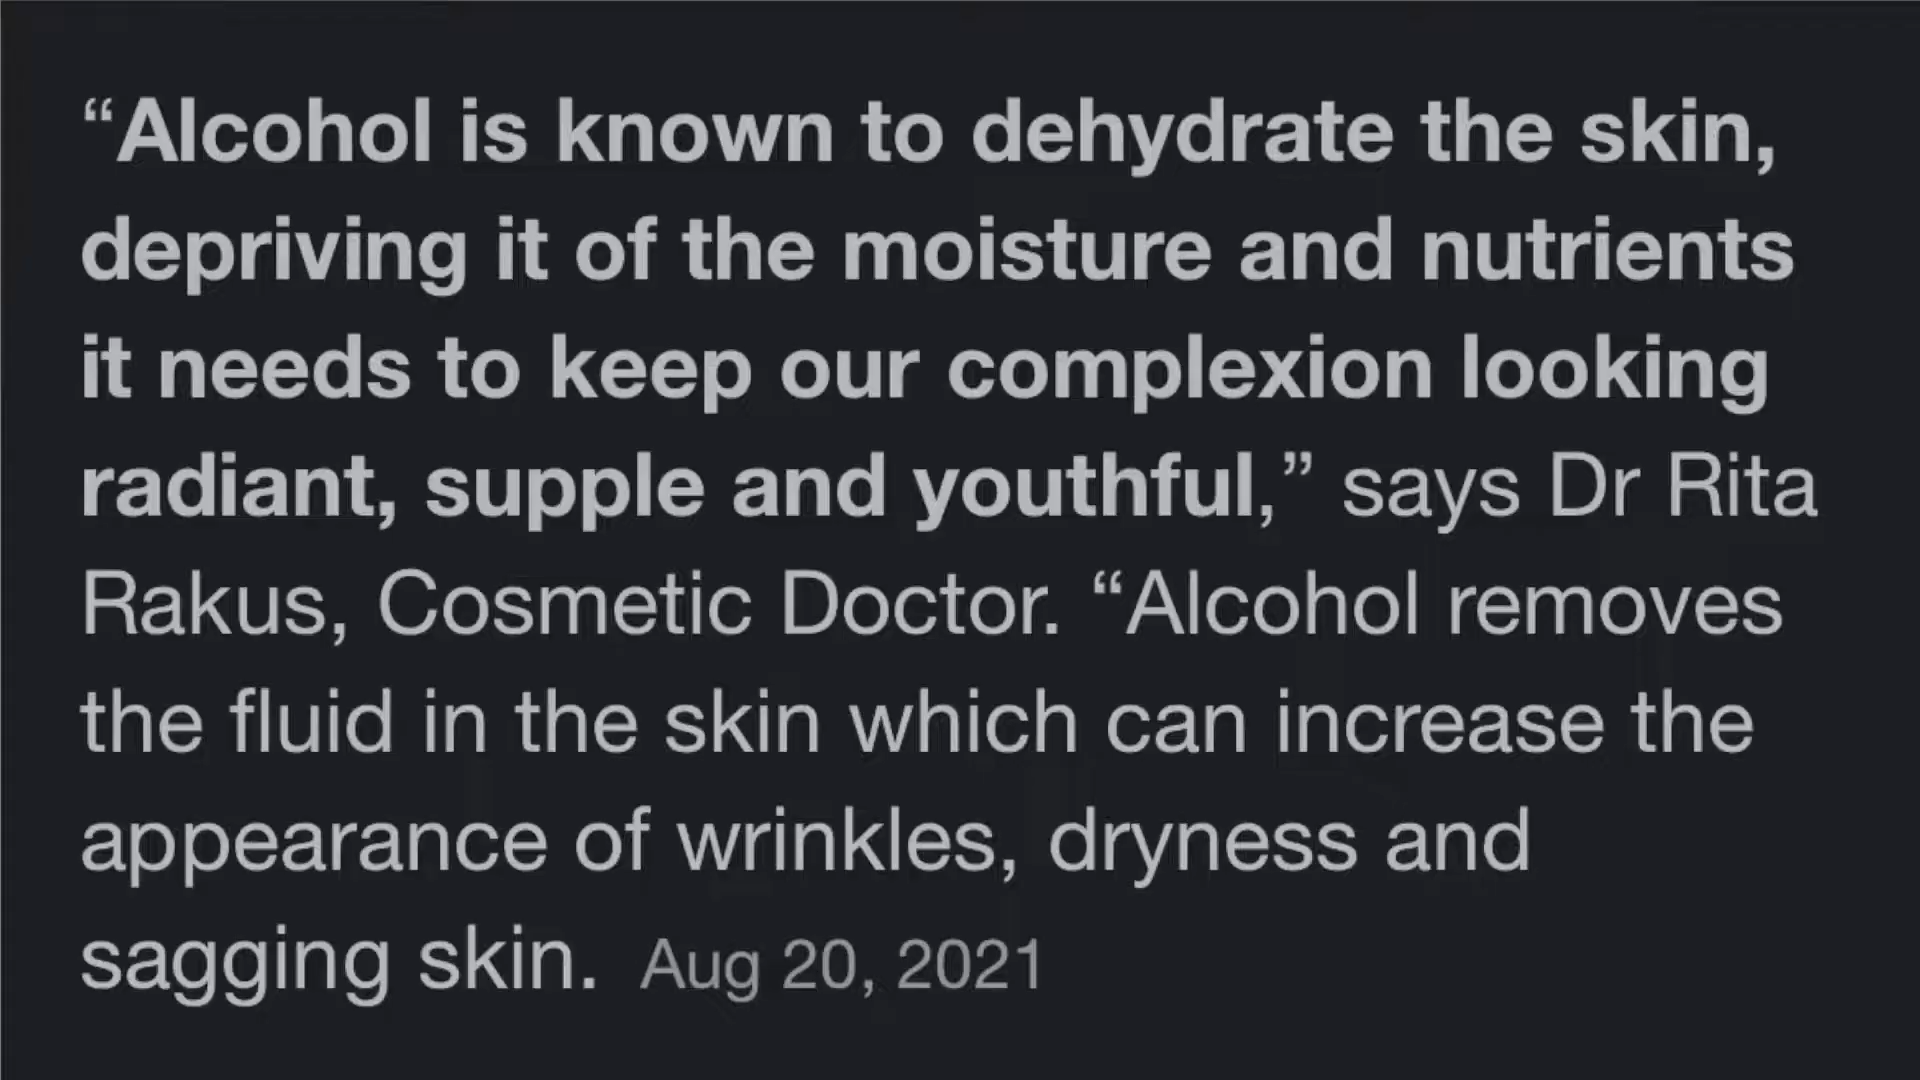 “Alcohol is known to dehydrate the skin,
depriving it of the moisture and nutrients
it needs to keep our complexion looking
radiant, supple and youthful,” says Dr Rita
Rakus, Cosmetic Doctor. “Alcohol removes
the fluid in the skin which can increase the
appearance of wrinkles, dryness and
sagging skin. Aug 20, 2021